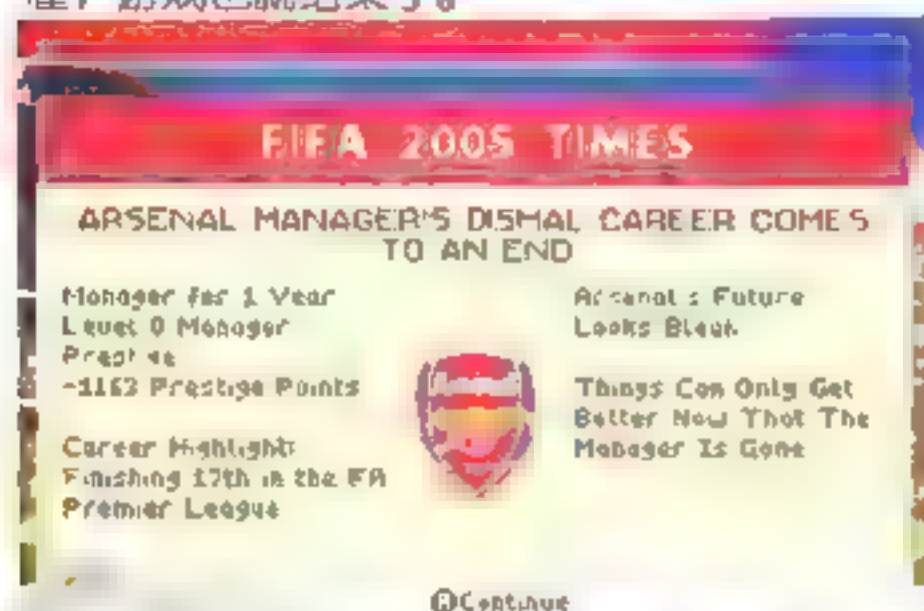 FIFA 2005 TIMES
ARSENAL MANAGER'S DISMAL CAREER COMES
TO AN END
Manager for 1 Year
Level 0 Manager
Prestige
-1163 Prestige Points
Career Highlights
Finishing 17th in the FA
Premier League
Arsenal's Future
Looks Bleak
Things Can Only Get
Better Now That The
Manager Is Gone
Continue